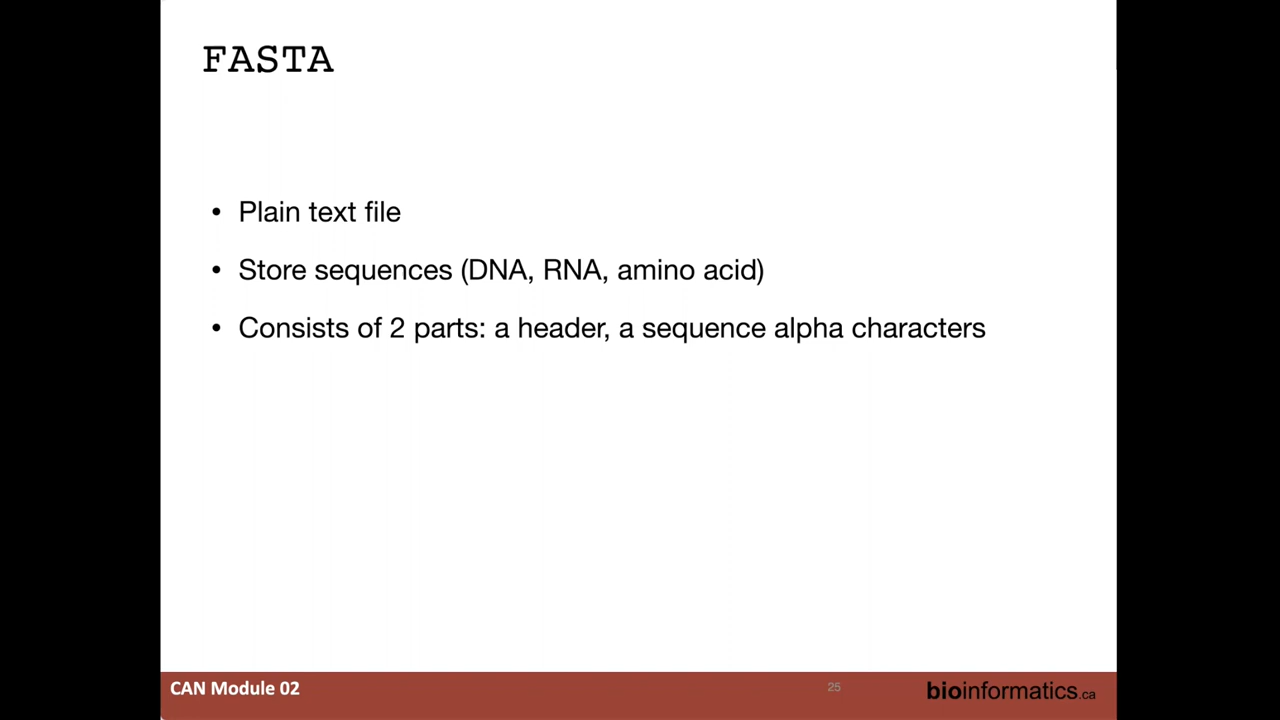 FASTA
• Plain text file
• Store sequences (DNA, RNA, amino acid)
• Consists of 2 parts: a header, a sequence alpha characters
CAN Module 02
25
bioinformatics.ca